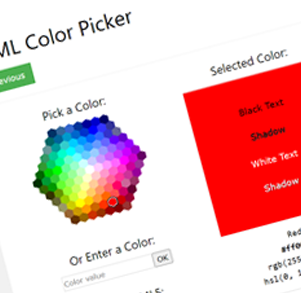 ML Color Picker
evious
Pick a Color:
Or Enter a Color:
Color value
OK
Selected Color:
Black Text
Shadow
White Text
Shadow
Red
#ff0
rgb(255
hsl(0, 1